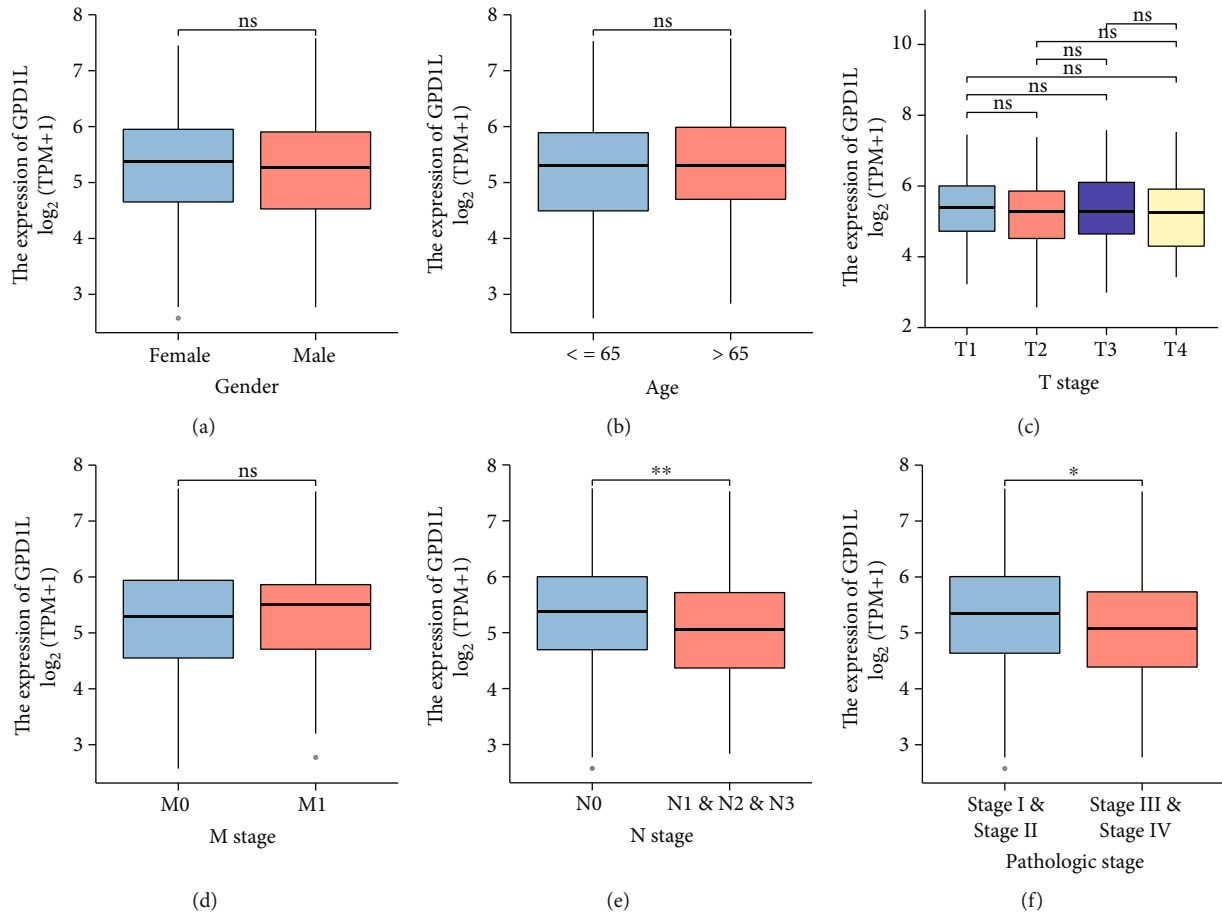 The expression of GPD1L
log₂ (TPM+1)
8
7
6
5
4
3
ns
Female
Male
Gender
(a)
The expression of GPD1L
log₂ (TPM+1)
8
7
6
5
4
3
ns
< = 65
> 65
Age
(b)
The expression of GPD1L
log₂ (TPM+1)
10
8
6
4
2
ns
ns
ns
ns
ns
ns
T1
T2
T3
T4
T stage
(c)
The expression of GPD1L
log₂ (TPM+1)
8
7
6
5
4
3
ns
M0
M1
M stage
(d)
The expression of GPD1L
log₂ (TPM+1)
8
7
6
5
4
3
**
N0
N1 & N2 & N3
N stage
(e)
The expression of GPD1L
log₂ (TPM+1)
8
7
6
5
4
3
*
Stage I &
Stage II
Stage III &
Stage IV
Pathologic stage
(f)